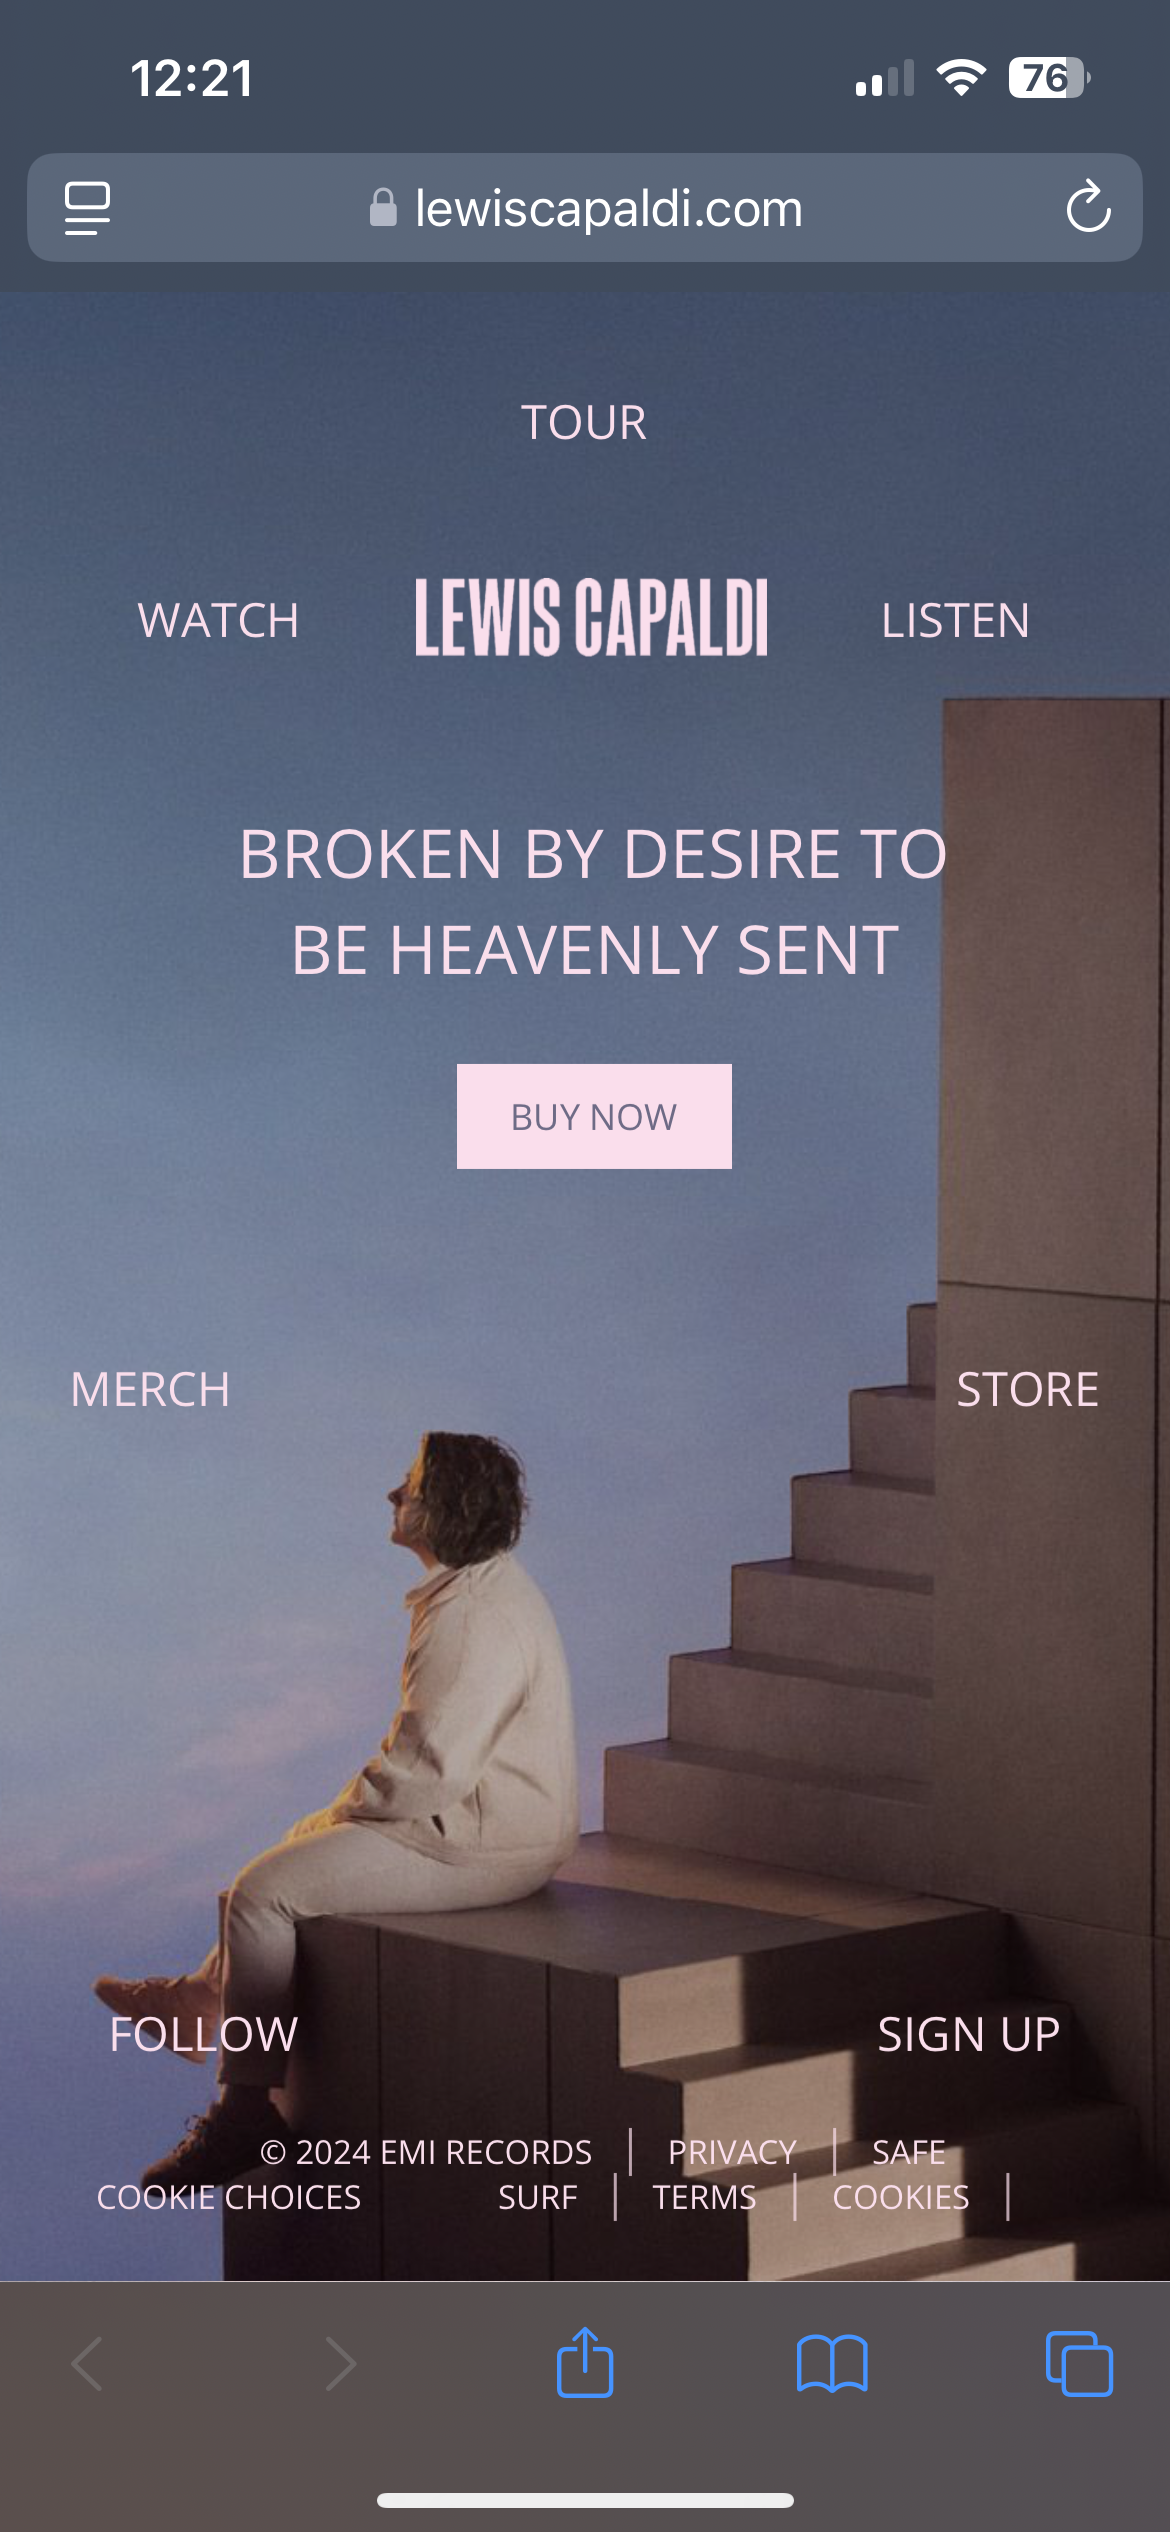 12:21
76
lewiscapaldi.com
TOUR
WATCH LEWIS CAPALDI LISTEN
BROKEN BY DESIRE TO
BE HEAVENLY SENT
BUY NOW
MERCH STORE
FOLLOW SIGN UP
© 2024 EMI RECORDS | PRIVACY | SAFE
COOKIE CHOICES SURF | TERMS | COOKIES |